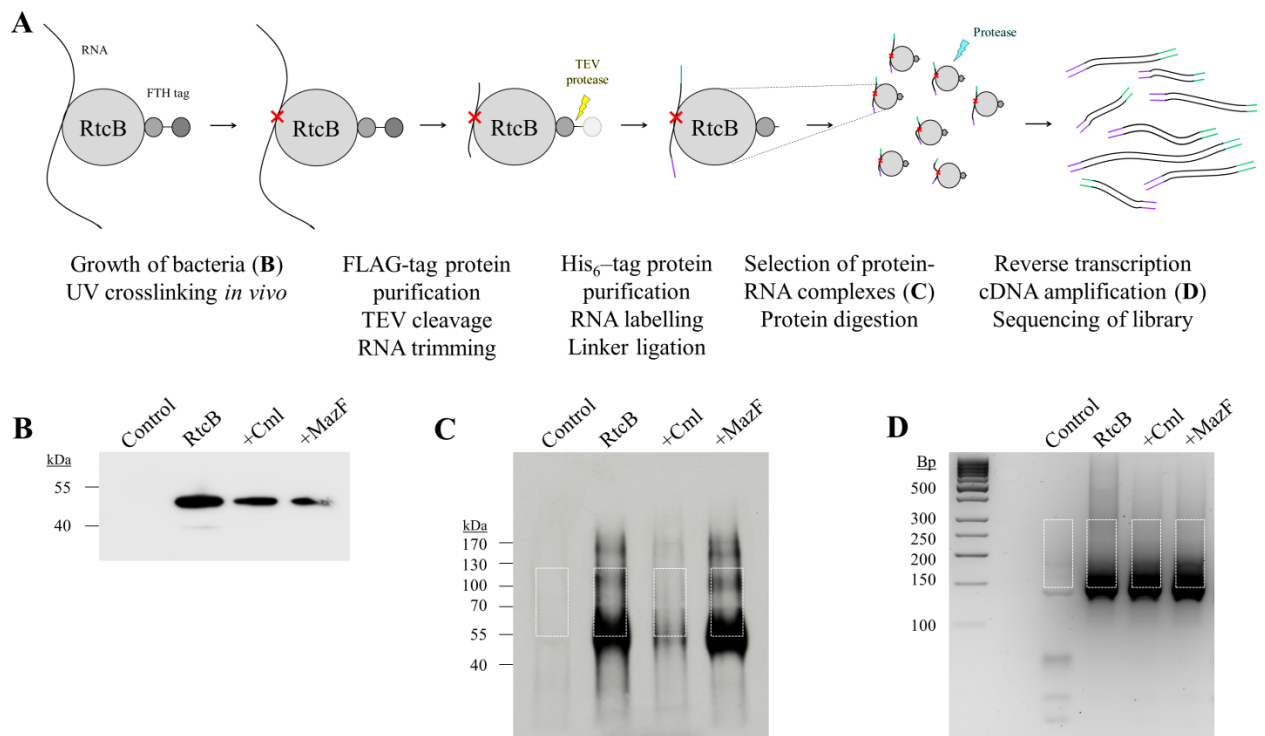 A
RNA
FTH tag
RtcB
RtcB
TEV
protease
RtcB
RtcB
Protease
Growth of bacteria (B)
UV crosslinking in vivo
FLAG-tag protein
purification
TEV cleavage
RNA trimming
His6–tag protein
purification
RNA labelling
Linker ligation
Selection of protein-
RNA complexes (C)
Protein digestion
Reverse transcription
cDNA amplification (D)
Sequencing of library
B
Control
RtcB
+Cml
+MazF
kDa
55
40
C
Control
RtcB
+Cml
+MazF
kDa
170
130
100
70
55
40
D
Control
RtcB
+Cml
+MazF
Bp
500
300
250
200
150
100